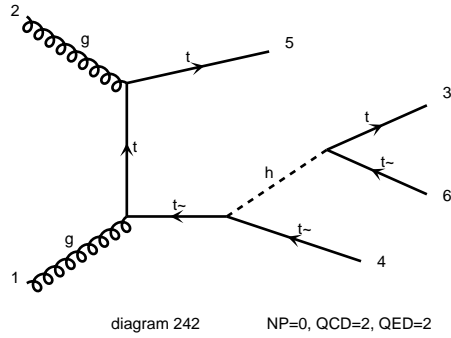 2
g
t
5
3
t
t
h
t~
6
t~
g
t~
4
1
diagram 242
NP=0, QCD=2, QED=2